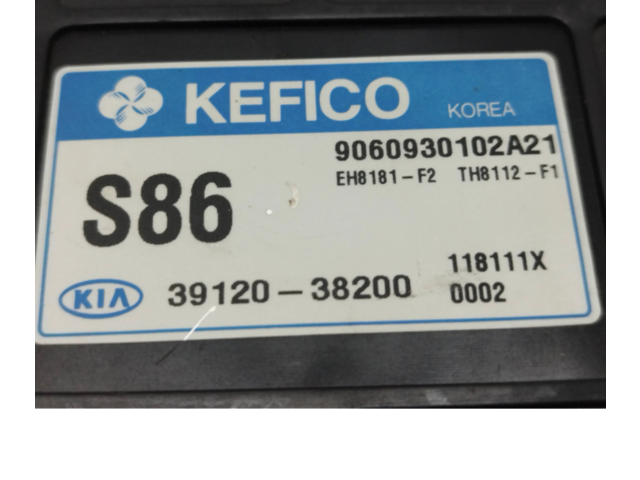 KEFICO KOREA
9060930102A21
S86 EH8181-F2 TH8112-F1
118111X
KIA 39120-38200 0002